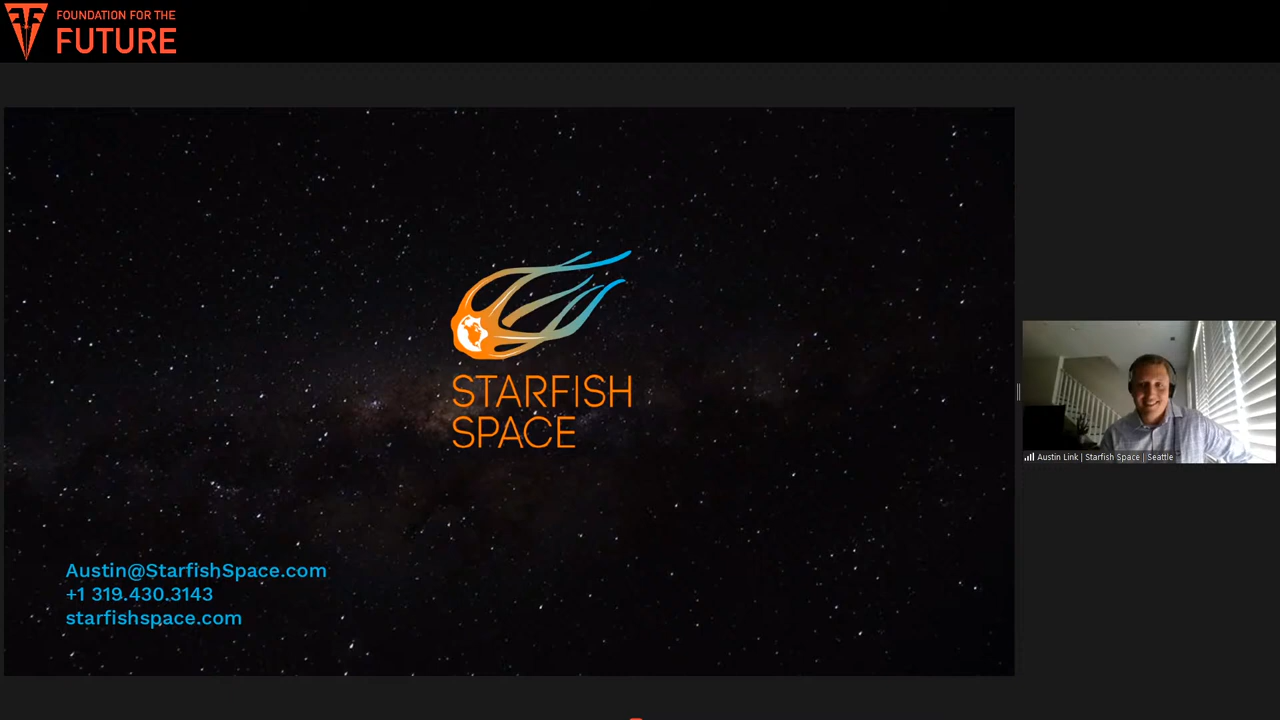 FOUNDATION FOR THE
FUTURE
STARFISH
SPACE
Austin@StarfishSpace.com
+1 319.430.3143
starfishspace.com
Austin Link | Starfish Space | Seattle